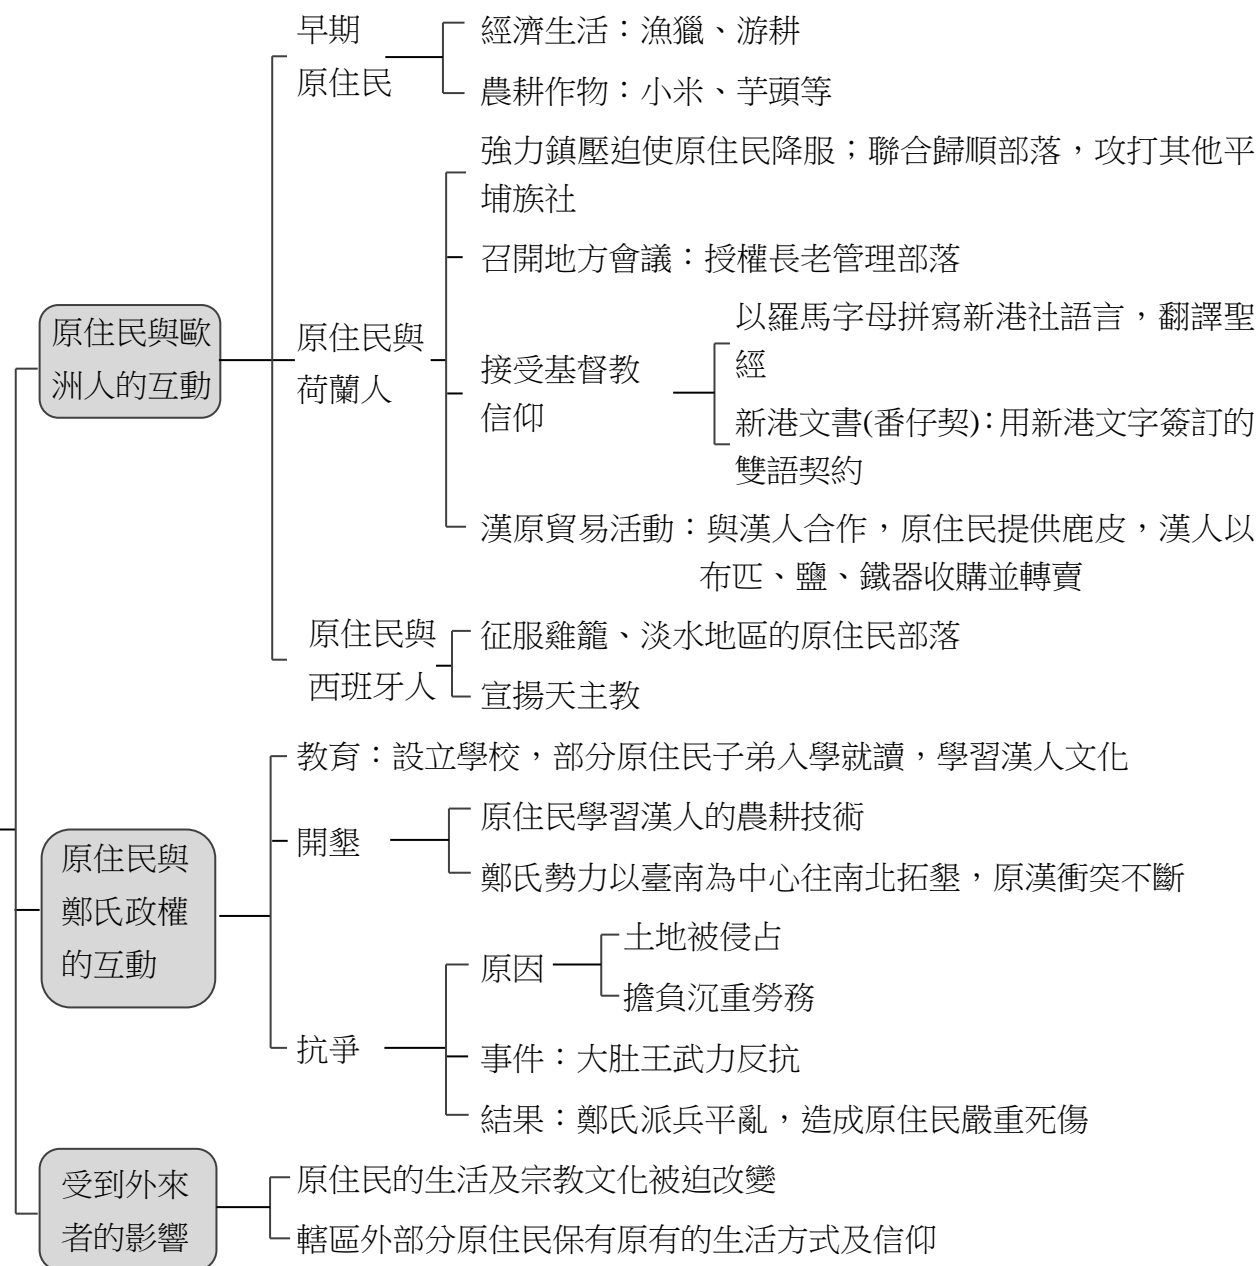 早期
原住民
經濟生活：漁獵、游耕
農耕作物：小米、芋頭等
原住民與歐
洲人的互動
原住民與
荷蘭人
強力鎮壓迫使原住民降服；聯合歸順部落，攻打其他平
埔族社
召開地方會議：授權長老管理部落
接受基督教
信仰
以羅馬字母拼寫新港社語言，翻譯聖
經
新港文書(番仔契)：用新港文字簽訂的
雙語契約
漢原貿易活動：與漢人合作，原住民提供鹿皮，漢人以
布匹、鹽、鐵器收購並轉賣
原住民與
西班牙人
征服雞籠、淡水地區的原住民部落
宣揚天主教
原住民與
鄭氏政權
的互動
教育：設立學校，部分原住民子弟入學就讀，學習漢人文化
開墾
原住民學習漢人的農耕技術
鄭氏勢力以臺南為中心往南北拓墾，原漢衝突不斷
抗爭
原因
土地被侵占
擔負沉重勞務
事件：大肚王武力反抗
結果：鄭氏派兵平亂，造成原住民嚴重死傷
受到外來
者的影響
原住民的生活及宗教文化被迫改變
轄區外部分原住民保有原有的生活方式及信仰